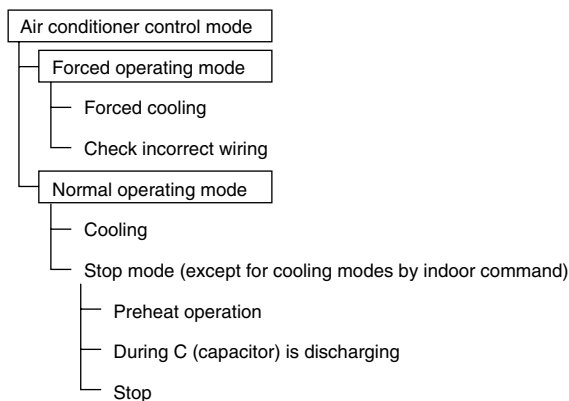 Air conditioner control mode
Forced operating mode
Forced cooling
Check incorrect wiring
Normal operating mode
Cooling
Stop mode (except for cooling modes by indoor command)
Preheat operation
During C (capacitor) is discharging
Stop